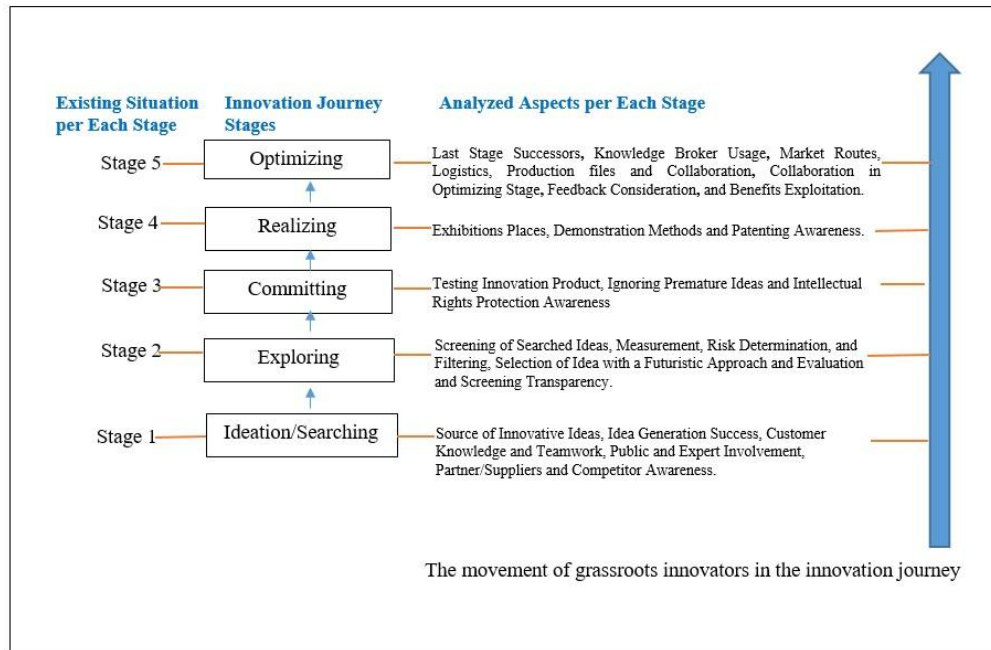 Existing Situation
per Each Stage
Innovation Journey
Stages
Analyzed Aspects per Each Stage
Stage 5
Optimizing
Last Stage Successors, Knowledge Broker Usage, Market Routes,
Logistics, Production files and Collaboration, Collaboration in
Optimizing Stage, Feedback Consideration, and Benefits Exploitation.
Stage 4
Realizing
Exhibitions Places, Demonstration Methods and Patenting Awareness.
Stage 3
Committing
Testing Innovation Product, Ignoring Premature Ideas and Intellectual
Rights Protection Awareness
Stage 2
Exploring
Screening of Searched Ideas, Measurement, Risk Determination, and
Filtering, Selection of Idea with a Futuristic Approach and Evaluation
and Screening Transparency.
Stage 1
Ideation/Searching
Source of Innovative Ideas, Idea Generation Success, Customer
Knowledge and Teamwork, Public and Expert Involvement,
Partner/Suppliers and Competitor Awareness.
The movement of grassroots innovators in the innovation journey